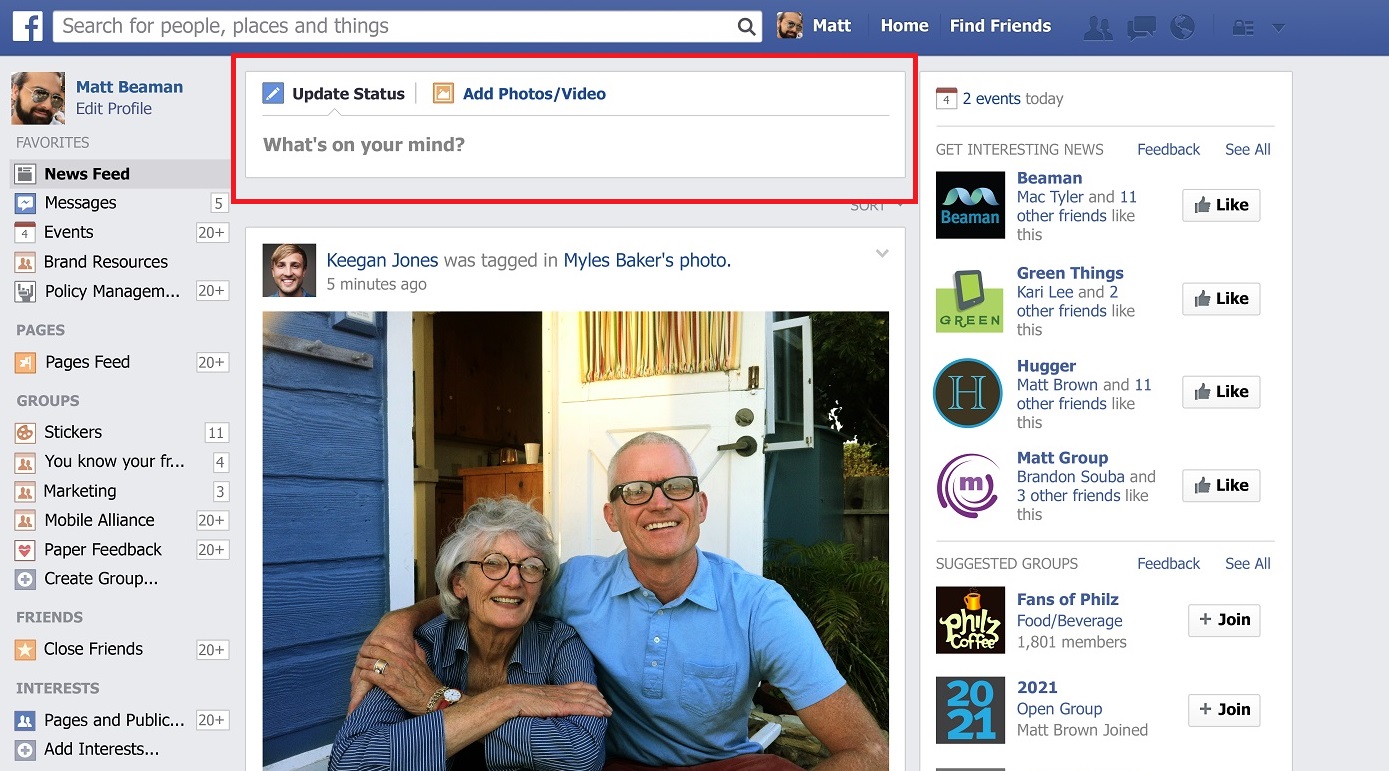 f
Search for people, places and things
Matt
Home
Find Friends
Matt Beaman
Edit Profile
FAVORITES
News Feed
Messages 5
4 Events 20+
Brand Resources
Policy Managem... 20+
PAGES
Pages Feed 20+
GROUPS
Stickers 11
You know your fr... 4
Marketing 3
Mobile Alliance 20+
Paper Feedback 20+
Create Group...
FRIENDS
Close Friends 20+
INTERESTS
Pages and Public... 20+
Add Interests...
Update Status
Add Photos/Video
What's on your mind?
SORT
Keegan Jones was tagged in Myles Baker's photo.
5 minutes ago
4 2 events today
GET INTERESTING NEWS Feedback See All
Beaman
Beaman
Mac Tyler and 11
other friends like
this
Like
GREEN
Green Things
Kari Lee and 2
other friends like
this
Like
H
Hugger
Matt Brown and 11
other friends like
this
Like
m
Matt Group
Brandon Souba and
3 other friends like
this
Like
SUGGESTED GROUPS Feedback See All
philz
Coffee
Fans of Philz
Food/Beverage
1,801 members
+ Join
20
21
2021
Open Group
Matt Brown Joined
+ Join